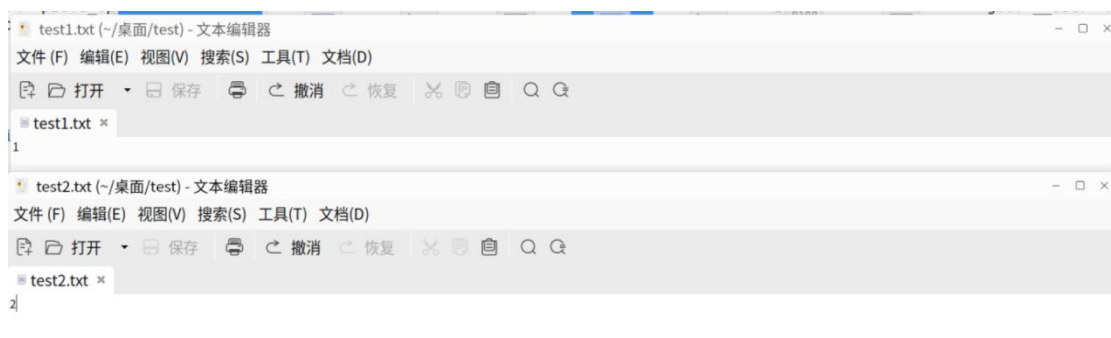 test1.txt (~/桌面/test) - 文本编辑器
文件 (F) 编辑(E) 视图(V) 搜索(S) 工具(T) 文档(D)
打开 保存 撤消 恢复
test1.txt
1
test2.txt (~/桌面/test) - 文本编辑器
文件 (F) 编辑(E) 视图(V) 搜索(S) 工具(T) 文档(D)
打开 保存 撤消 恢复
test2.txt
2